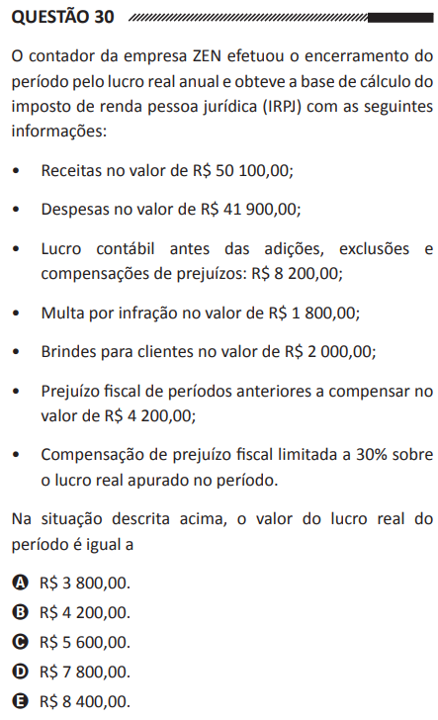 QUESTÃO 30
O contador da empresa ZEN efetuou o encerramento do
período pelo lucro real anual e obteve a base de cálculo do
imposto de renda pessoa jurídica (IRPJ) com as seguintes
informações:
• Receitas no valor de R$ 50 100,00;
• Despesas no valor de R$ 41 900,00;
• Lucro contábil antes das adições, exclusões e
compensações de prejuízos: R$ 8 200,00;
• Multa por infração no valor de R$ 1 800,00;
• Brindes para clientes no valor de R$ 2 000,00;
• Prejuízo fiscal de períodos anteriores a compensar no
valor de R$ 4 200,00;
• Compensação de prejuízo fiscal limitada a 30% sobre
o lucro real apurado no período.
Na situação descrita acima, o valor do lucro real do
período é igual a
A R$ 3 800,00.
B R$ 4 200,00.
C R$ 5 600,00.
D R$ 7 800,00.
E R$ 8 400,00.